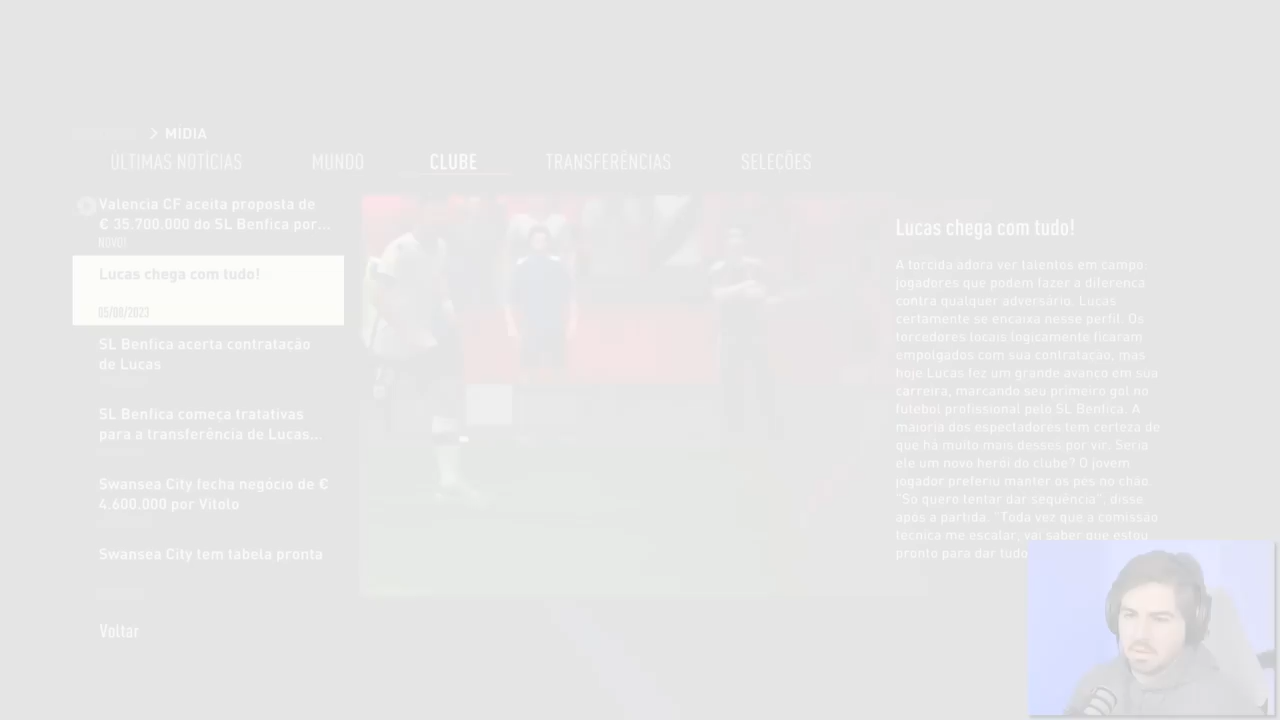 MÍDIA
ÚLTIMAS NOTÍCIAS MUNDO CLUBE TRANSFERÊNCIAS SELEÇÕES
Valencia CF aceita proposta de
€ 35.700.000 do SL Benfica por...
NOVO!
Lucas chega com tudo!
05/08/2023
SL Benfica acerta contratação
de Lucas
SL Benfica começa tratativas
para a transferência de Lucas...
Swansea City fecha negócio de €
4.600.000 por Vitolo
Swansea City tem tabela pronta
Voltar
Lucas chega com tudo!
A torcida adora ver talentos em campo:
jogadores que podem fazer a diferença
contra qualquer adversário. Lucas
certamente se encaixa nesse perfil. Os
torcedores locais logicamente ficaram
empolgados com sua contratação, mas
hoje Lucas fez um grande avanço em sua
carreira, marcando seu primeiro gol no
futebol profissional pelo SL Benfica. A
maioria dos espectadores tem certeza de
que há muito mais desses por vir. Seria
ele um novo herói do clube? O jovem
jogador preferiu manter os pés no chão.
"Só quero tentar dar sequência", disse
após a partida. "Toda vez que a comissão
técnica me escalar, vai saber que estou
pronto para dar tudo